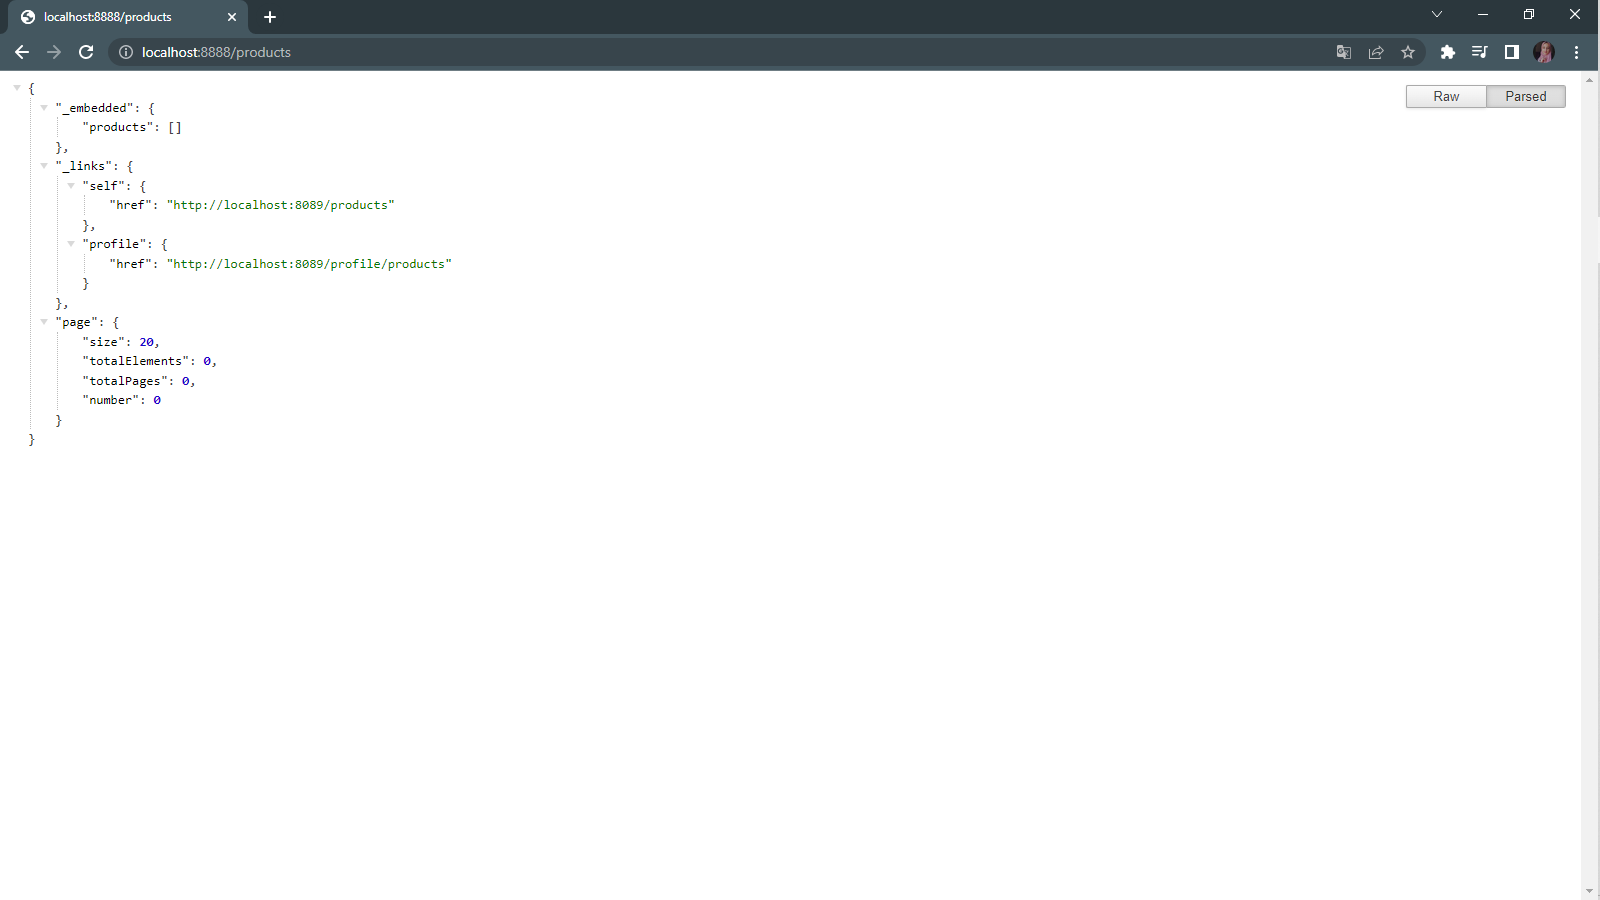 localhost:8888/products
localhost:8888/products
Raw Parsed
{
"_embedded": {
"products": []
},
"_links": {
"self": {
"href": "http://localhost:8089/products"
},
"profile": {
"href": "http://localhost:8089/profile/products"
}
},
"page": {
"size": 20,
"totalElements": 0,
"totalPages": 0,
"number": 0
}
}